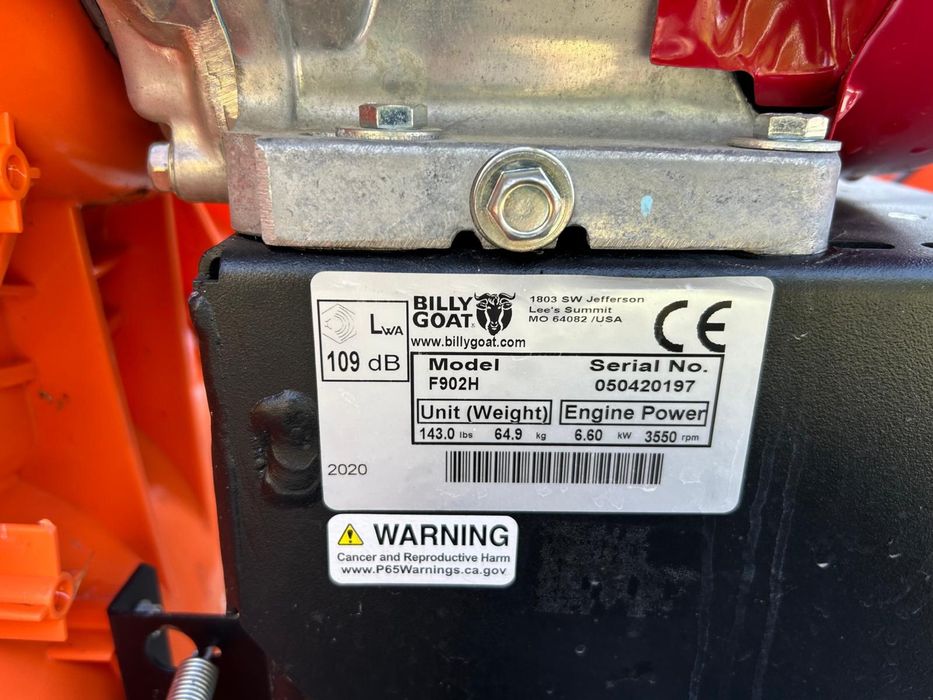 LWA
109 dB
BILLY
GOAT
1803 SW Jefferson
Lee's Summit
MO 64082 /USA
CE
www.billygoat.com
Model Serial No.
F902H 050420197
Unit (Weight) Engine Power
143.0 lbs 64.9 kg 6.60 kW 3550 rpm
2020
WARNING
Cancer and Reproductive Harm
www.P65Warnings.ca.gov